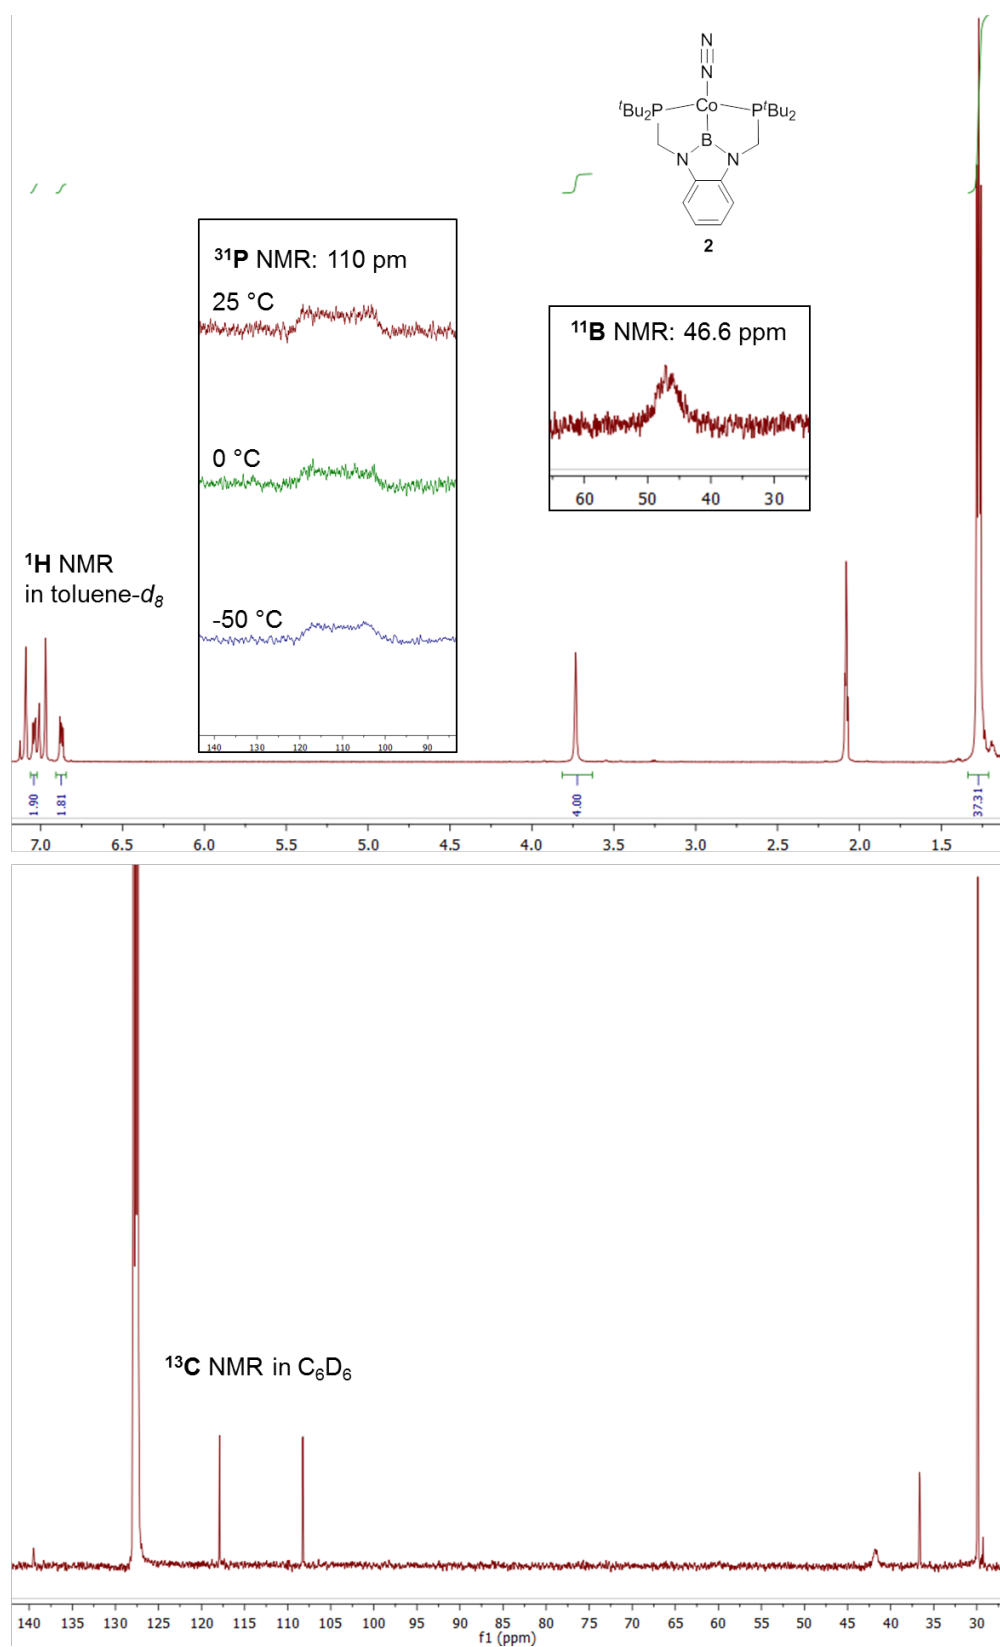 N
N
ᵗBu₂P Co PᵗBu₂
B
N N
2
³¹P NMR: 110 pm
25 °C
0 °C
-50 °C
140 130 120 110 100 90
¹¹B NMR: 46.6 ppm
60 50 40 30
¹H NMR
in toluene-d₈
1.90 1.81 4.00 37.31
7.0 6.5 6.0 5.5 5.0 4.5 4.0 3.5 3.0 2.5 2.0 1.5
¹³C NMR in C₆D₆
140 135 130 125 120 115 110 105 100 95 90 85 80 75 70 65 60 55 50 45 40 35 30
f1 (ppm)